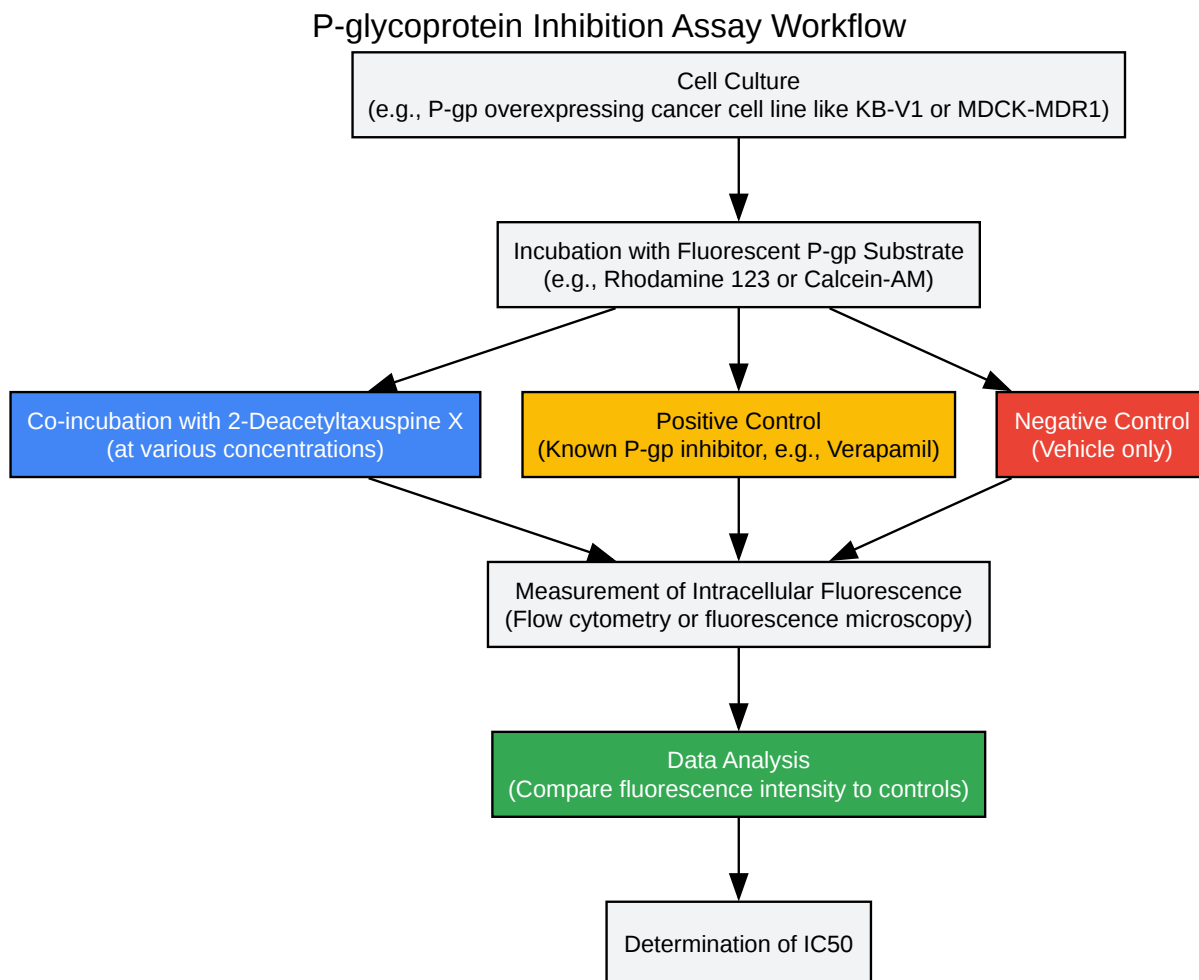 P-glycoprotein Inhibition Assay Workflow
Cell Culture
(e.g., P-gp overexpressing cancer cell line like KB-V1 or MDCK-MDR1)
Incubation with Fluorescent P-gp Substrate
(e.g., Rhodamine 123 or Calcein-AM)
Co-incubation with 2-Deacetyltaxuspine X
(at various concentrations)
Positive Control
(Known P-gp inhibitor, e.g., Verapamil)
Negative Control
(Vehicle only)
Measurement of Intracellular Fluorescence
(Flow cytometry or fluorescence microscopy)
Data Analysis
(Compare fluorescence intensity to controls)
Determination of IC50